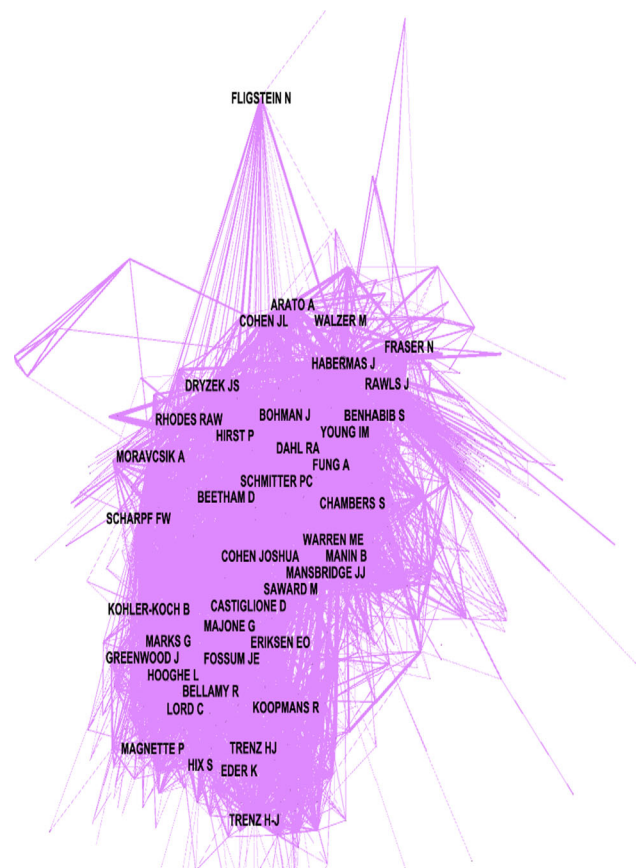 FLIGSTEIN N
ARATO A
COHEN JL
WALZER M
FRASER N
HABERMAS J
DRYZEK JS
RAWLS J
RHODES RAW
BOHMAN J
BENHABIB S
HIRST P
YOUNG IM
DAHL RA
MORAVCSIK A
FUNG A
SCHMITTER PC
BEETHAM D
CHAMBERS S
SCHARPF FW
WARREN ME
COHEN JOSHUA
MANIN B
MANSBRIDGE JJ
SAWARD M
KOHLER-KOCH B
CASTIGLIONE D
MAJONE G
MARKS G
ERIKSEN EO
GREENWOOD J
FOSSUM JE
HOOGHE L
BELLAMY R
LORD C
KOOPMANS R
MAGNETTE P
TRENZ HJ
HIX S
EDER K
TRENZ H-J